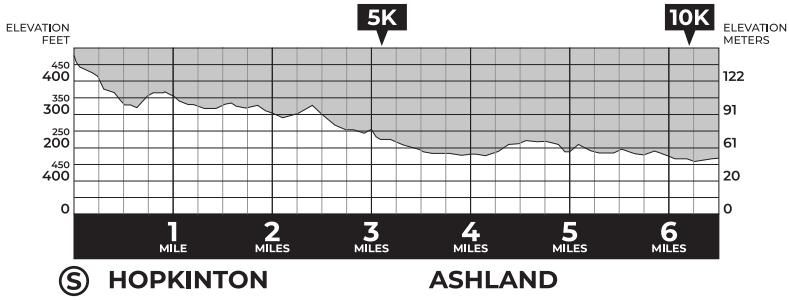 5K 10K
ELEVATION
FEET
ELEVATION
METERS
450
400 122
350
300 91
250
200 61
450
400 20
0 0
1 2 3 4 5 6
MILE MILES MILES MILES MILES MILES
S HOPKINTON ASHLAND